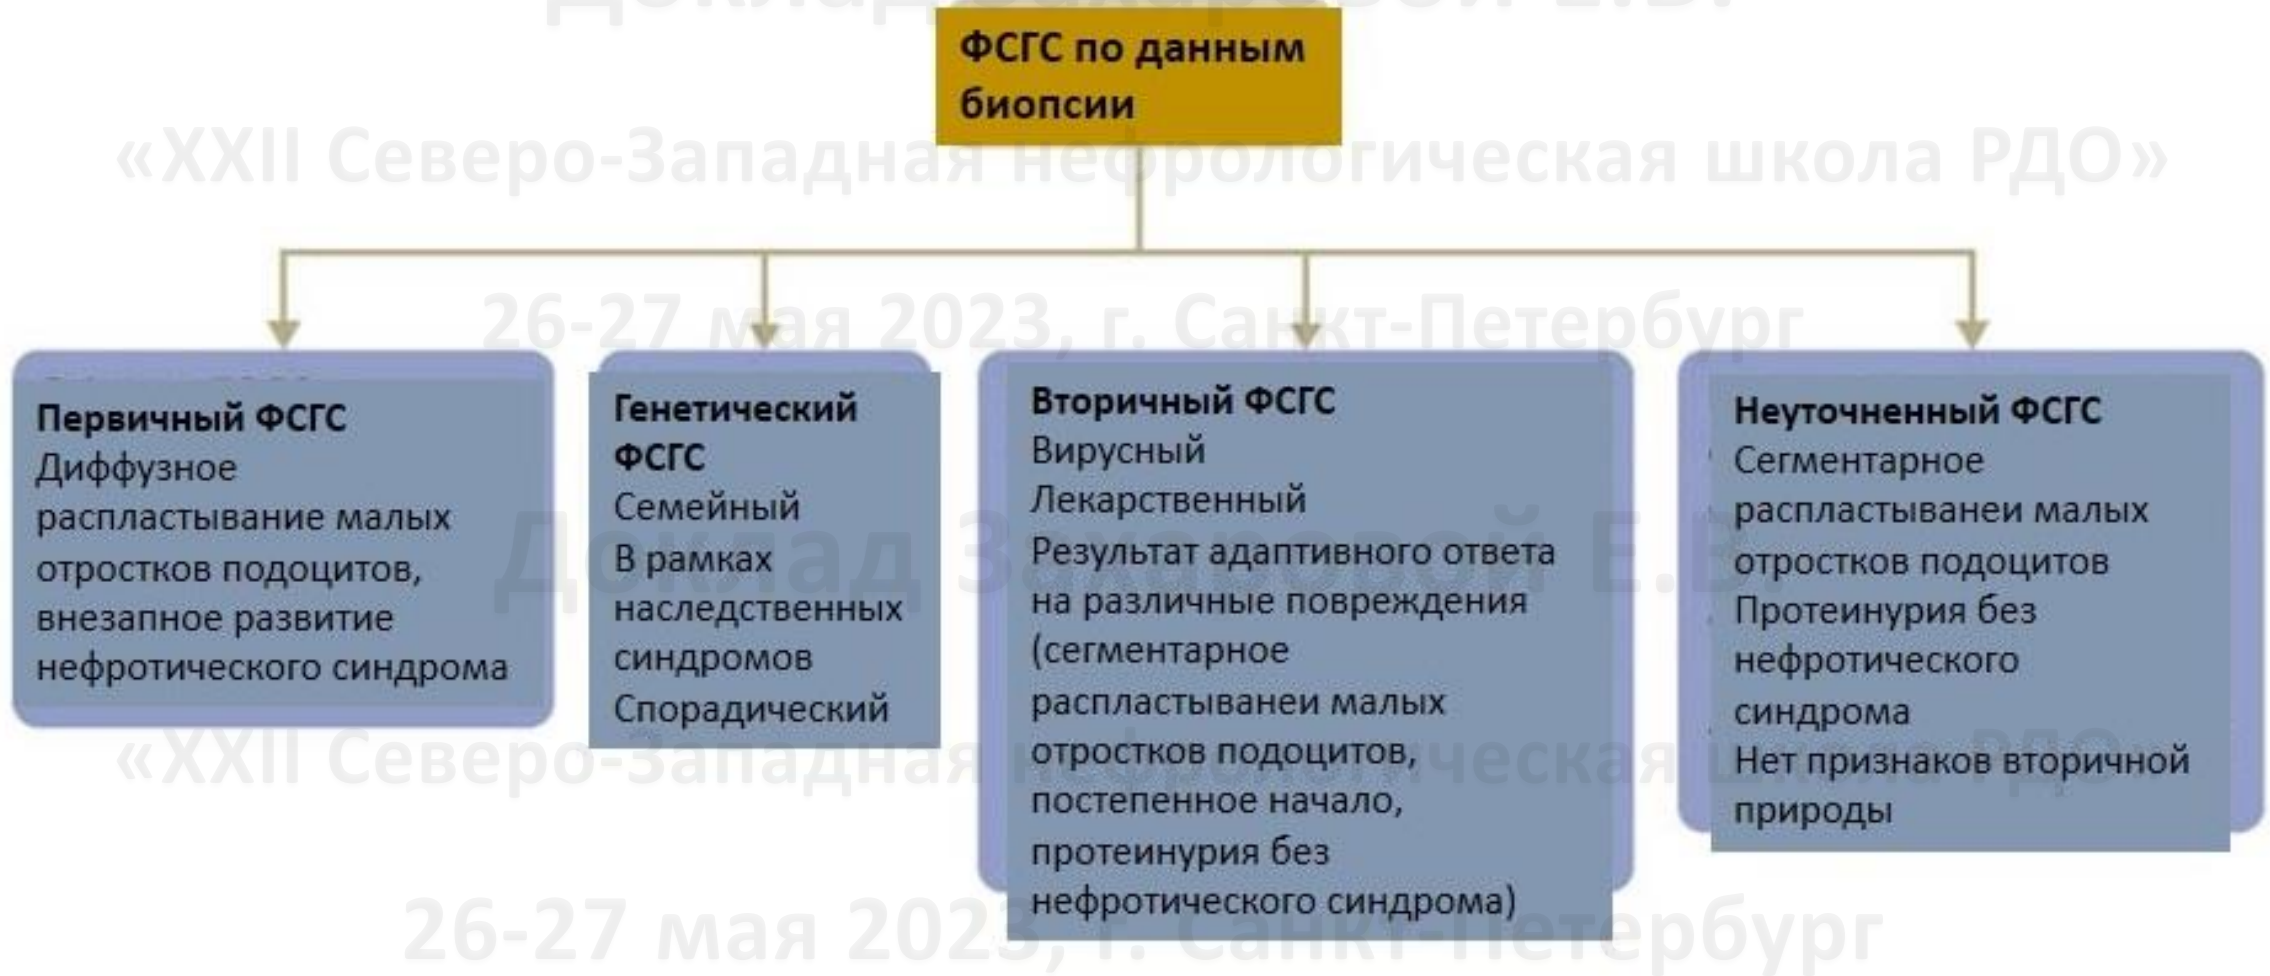 Доклад Захаровой Е.В.
ФСГС по данным
биопсии
«XXII Северо-Западная нефрологическая школа РДО»
26-27 мая 2023, г. Санкт-Петербург
Первичный ФСГС
Диффузное
распластывание малых
отростков подоцитов,
внезапное развитие
нефротического синдрома
Генетический
ФСГС
Семейный
В рамках
наследственных
синдромов
Спорадический
Вторичный ФСГС
Вирусный
Лекарственный
Результат адаптивного ответа
на различные повреждения
(сегментарное
распластыванеи малых
отростков подоцитов,
постепенное начало,
протеинурия без
нефротического синдрома)
Неуточненный ФСГС
Сегментарное
распластыванеи малых
отростков подоцитов
Протеинурия без
нефротического
синдрома
Нет признаков вторичной
природы
Доклад Захаровой Е.В.
«XXII Северо-Западная нефрологическая школа РДО»
26-27 мая 2023, г. Санкт-Петербург